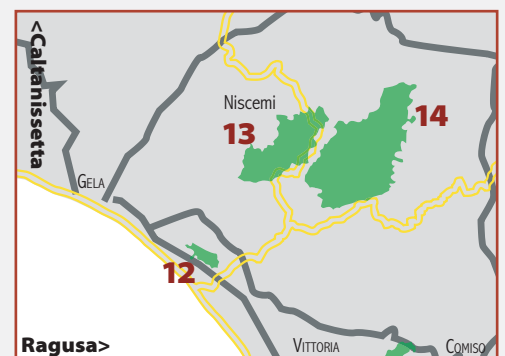 <Caltanissetta
Niscemi
13
14
GELA
12
Ragusa>
VITTORIA
COMISO